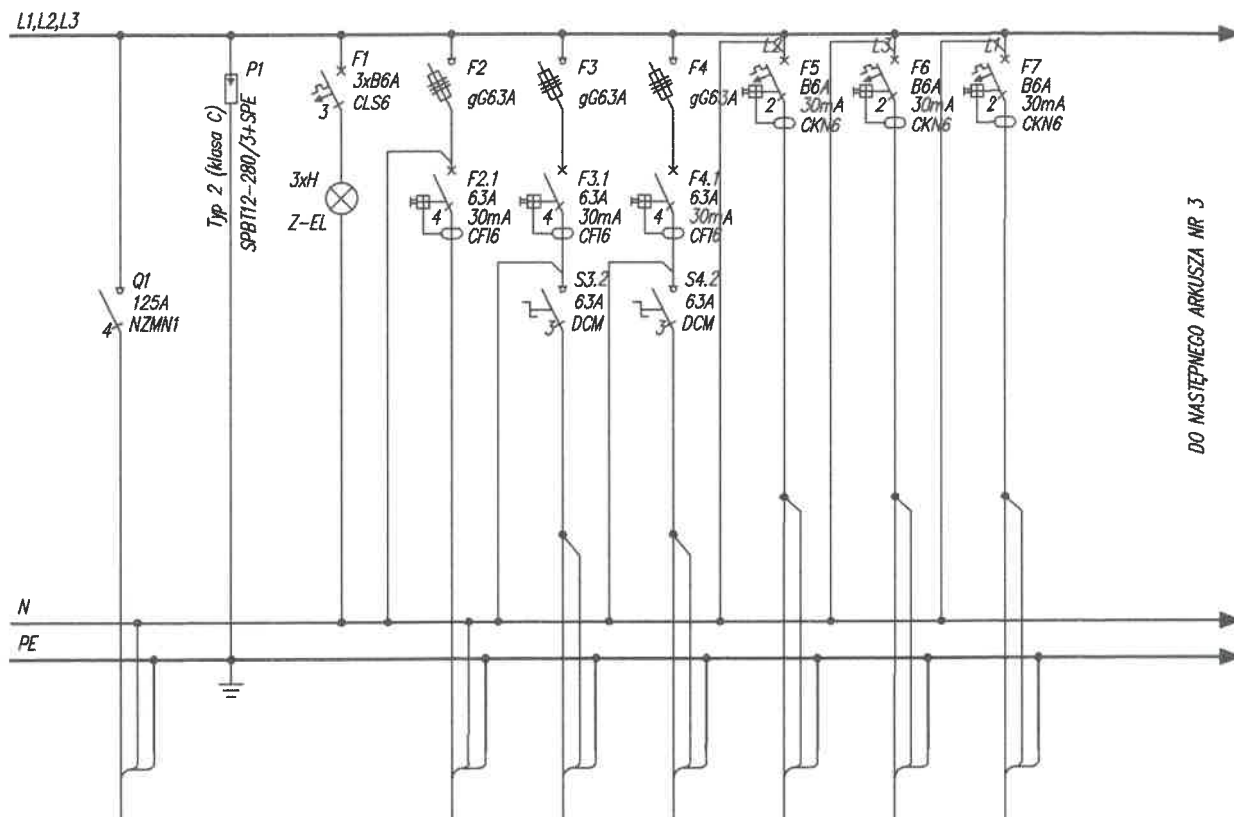 L1,L2,L3
P1
Typ 2 (klasa C)
SPBT12-280/3+SPE
F1
3xB6A
CLS6
3
3xH
Z-EL
Q1
125A
NZMN1
4
F2
gG63A
F2.1
63A
30mA
CFI6
4
F3
gG63A
F3.1
63A
30mA
CFI6
4
S3.2
63A
DCM
3
F4
gG63A
F4.1
63A
30mA
CFI6
4
S4.2
63A
DCM
3
L2
F5
B6A
30mA
CKN6
2
L3
F6
B6A
30mA
CKN6
2
L1
F7
B6A
30mA
CKN6
2
DO NASTĘPNEGO ARKUSZA NR 3
N
PE